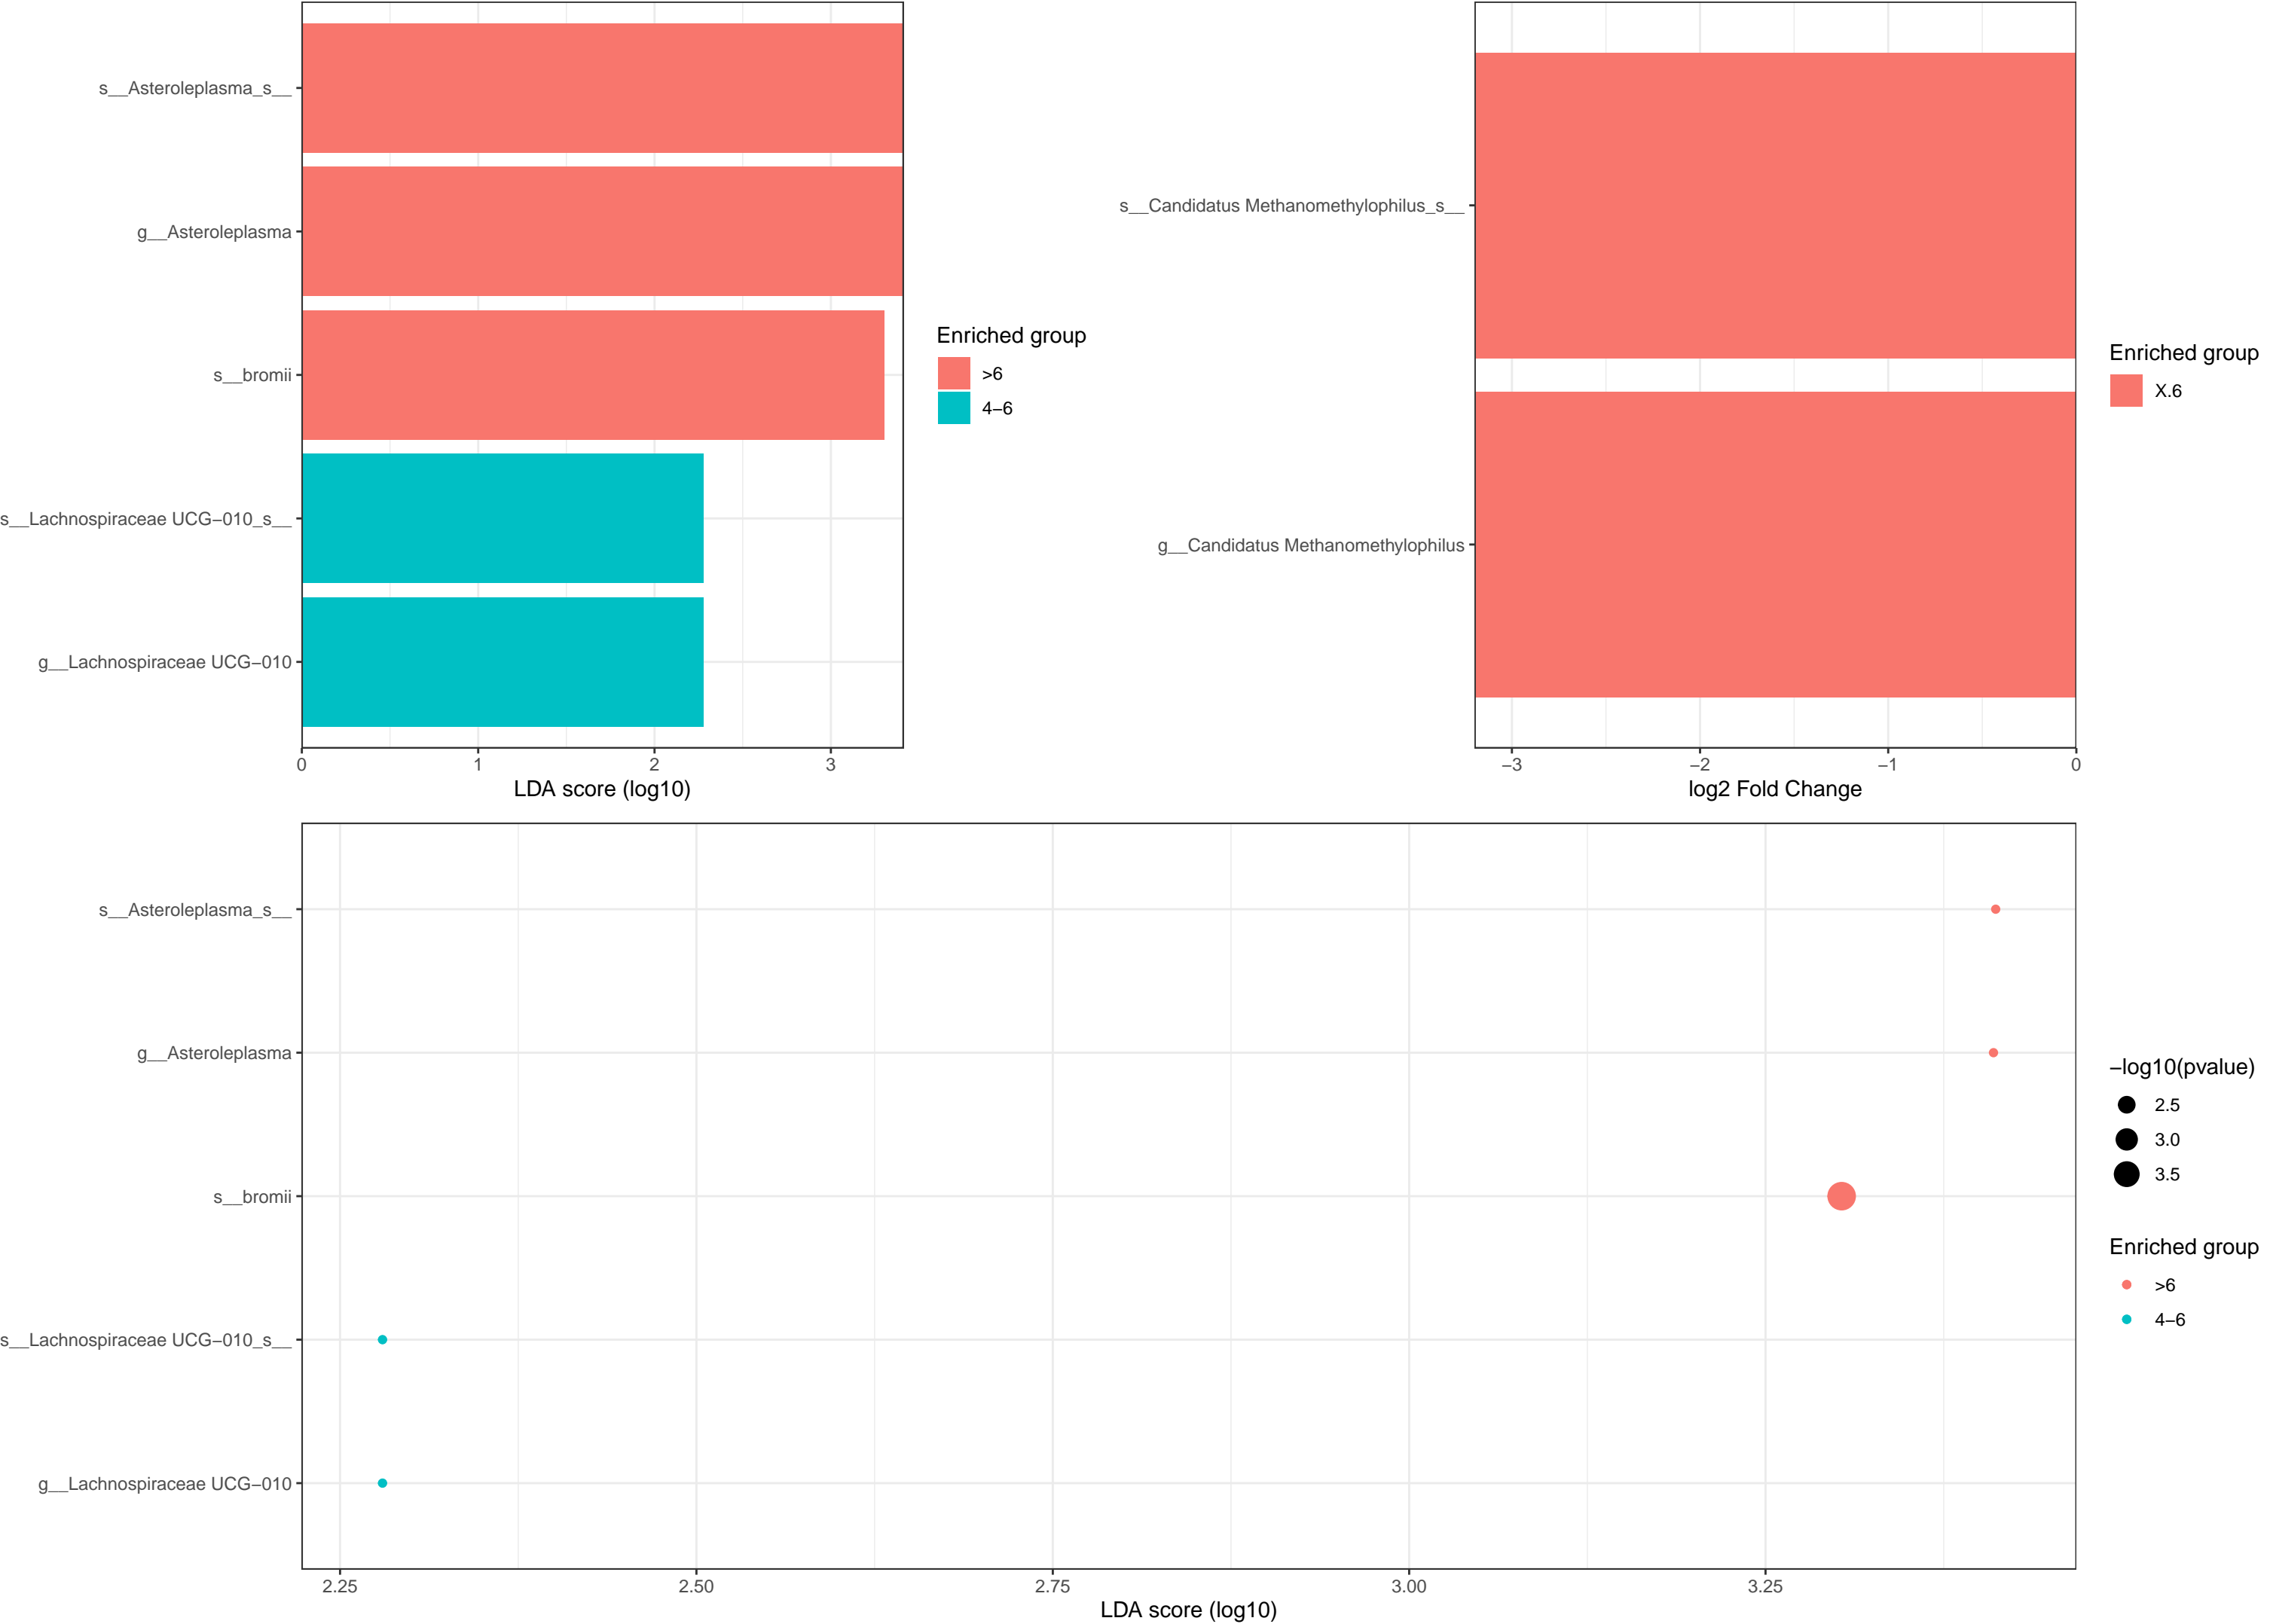 s__Asteroleplasma_s__
g__Asteroleplasma
s__bromii
s__Lachnospiraceae UCG−010_s__
g__Lachnospiraceae UCG−010
0 1 2 3
LDA score (log10)
Enriched group
>6
4−6
s__Candidatus Methanomethylophilus_s__
g__Candidatus Methanomethylophilus
−3 −2 −1 0
log2 Fold Change
Enriched group
X.6
s__Asteroleplasma_s__
g__Asteroleplasma
s__bromii
s__Lachnospiraceae UCG−010_s__
g__Lachnospiraceae UCG−010
2.25 2.50 2.75 3.00 3.25
LDA score (log10)
−log10(pvalue)
2.5
3.0
3.5
Enriched group
>6
4−6